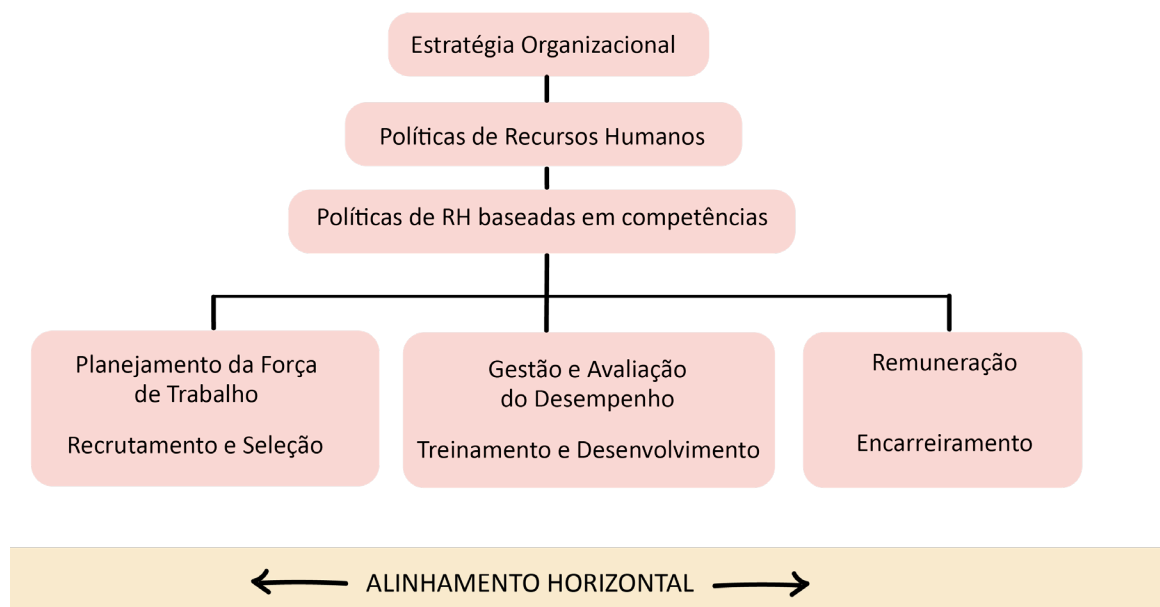 Estratégia Organizacional
Políticas de Recursos Humanos
Políticas de RH baseadas em competências
Planejamento da Força
de Trabalho
Recrutamento e Seleção
Gestão e Avaliação
do Desempenho
Treinamento e Desenvolvimento
Remuneração
Encarreiramento
ALINHAMENTO HORIZONTAL